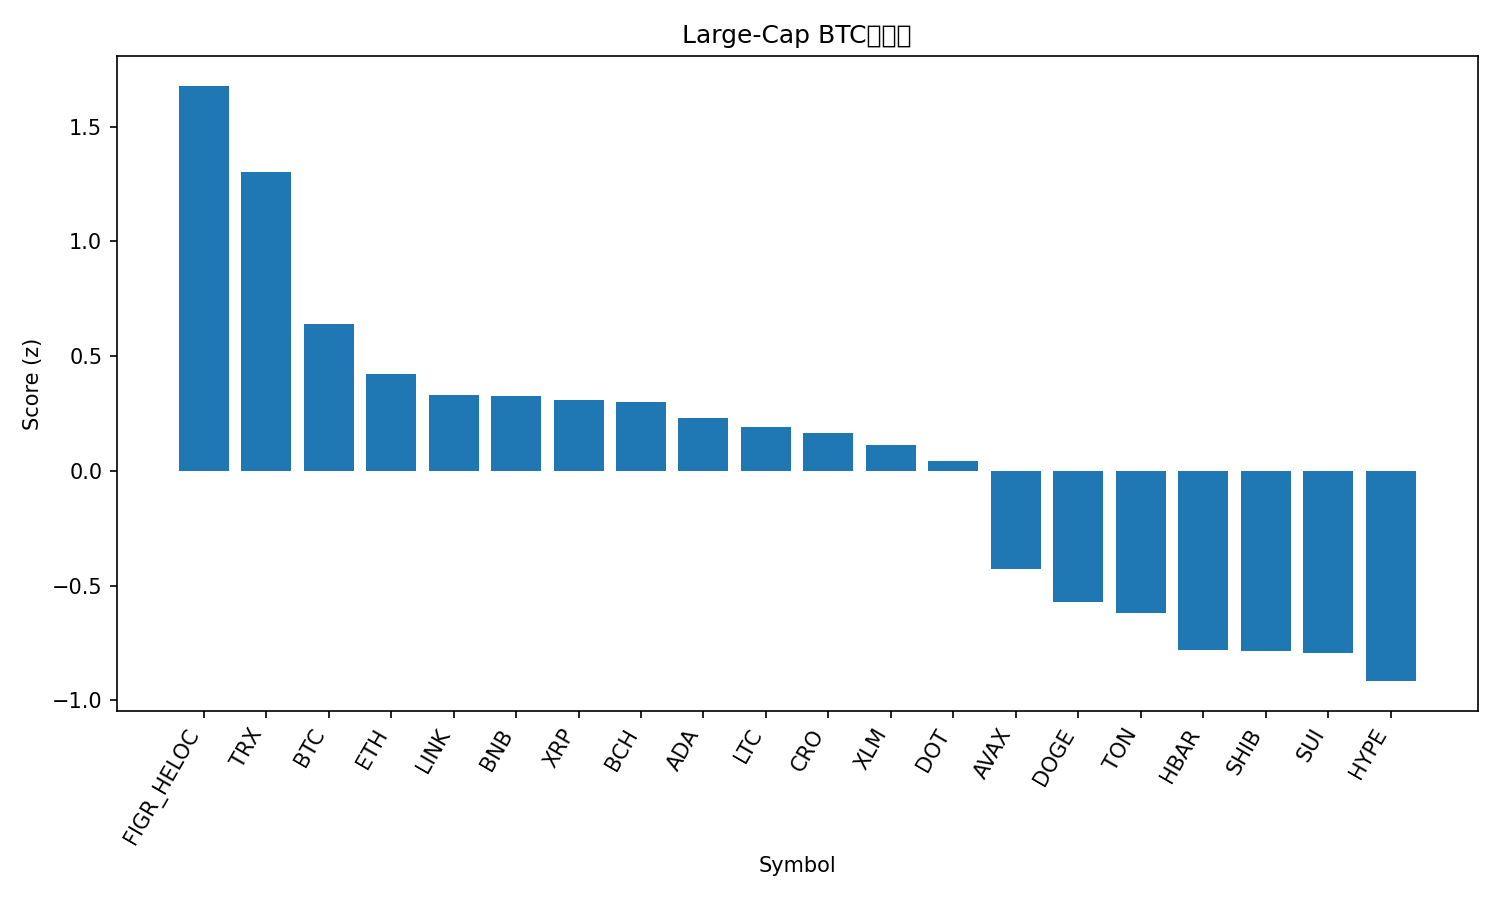 Large-Cap BTC
Score (z)
1.5
1.0
0.5
0.0
−0.5
−1.0
FIGR_HELOC
TRX
BTC
ETH
LINK
BNB
XRP
BCH
ADA
LTC
CRO
XLM
DOT
AVAX
DOGE
TON
HBAR
SHIB
SUI
HYPE
Symbol